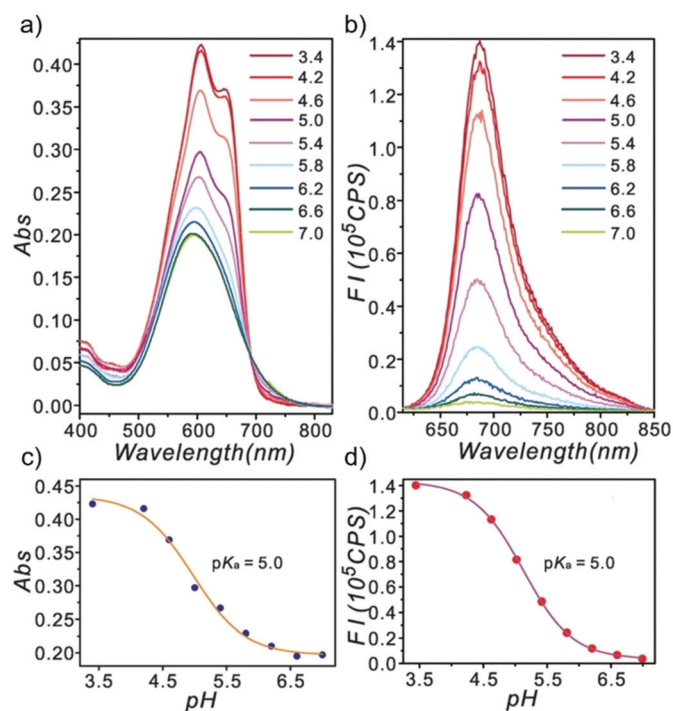 a)
0.40
0.35
0.30
0.25
0.20
0.15
0.10
0.05
0.00
Abs
3.4
4.2
4.6
5.0
5.4
5.8
6.2
6.6
7.0
400 500 600 700 800
Wavelength(nm)
b)
1.4
1.2
1.0
0.8
0.6
0.4
0.2
0.0
F I (10⁵CPS)
3.4
4.2
4.6
5.0
5.4
5.8
6.2
6.6
7.0
650 700 750 800 850
Wavelength(nm)
c)
0.45
0.40
0.35
0.30
0.25
0.20
Abs
pKa = 5.0
3.5 4.5 5.5 6.5
pH
d)
1.4
1.2
1.0
0.8
0.6
0.4
0.2
0.0
F I (10⁵CPS)
pKa = 5.0
3.5 4.5 5.5 6.5
pH